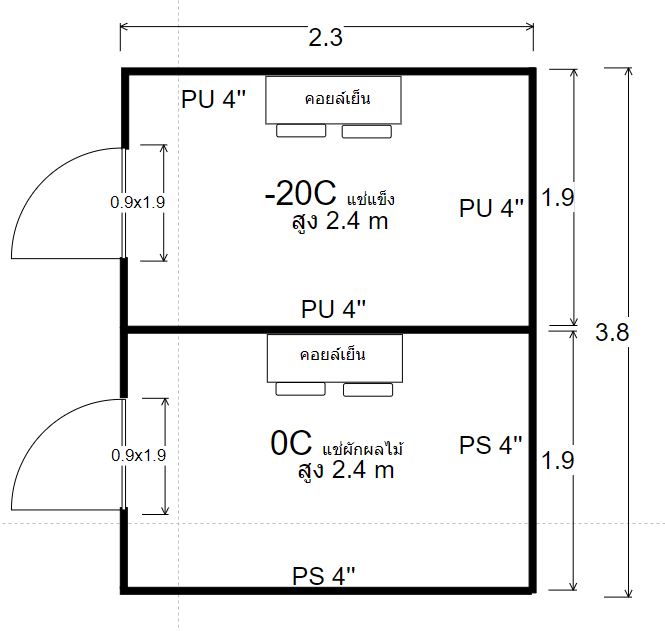 2.3
PU 4"
คอยล์เย็น
0.9x1.9
-20C แช่แข็ง
สูง 2.4 m
PU 4"
1.9
PU 4"
3.8
คอยล์เย็น
0C แช่ผักผลไม้
สูง 2.4 m
0.9x1.9
PS 4"
1.9
PS 4"